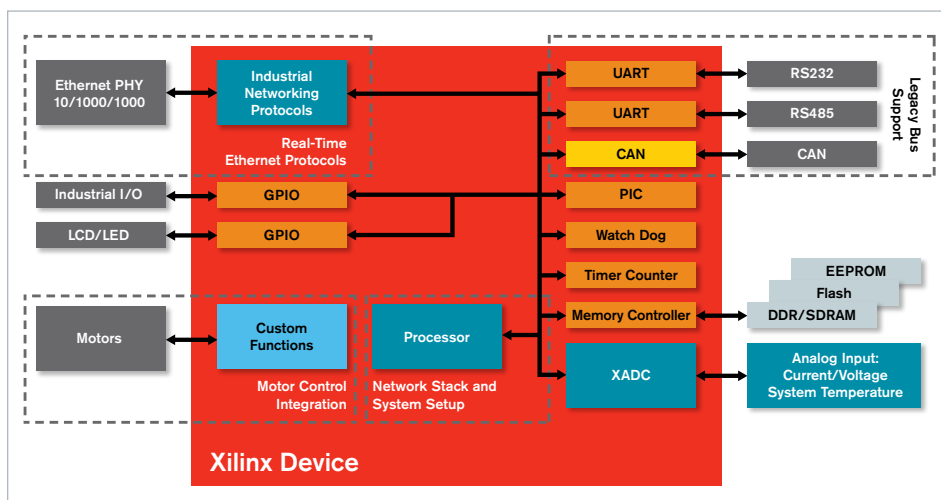 Ethernet PHY
10/1000/1000
Industrial
Networking
Protocols
Real-Time
Ethernet Protocols
UART
RS232
UART
RS485
CAN
CAN
Legacy Bus
Support
Industrial I/O
GPIO
PIC
LCD/LED
GPIO
Watch Dog
Timer Counter
EEPROM
Flash
Memory Controller
DDR/SDRAM
Motors
Custom
Functions
Motor Control
Integration
Processor
Network Stack and
System Setup
XADC
Analog Input:
Current/Voltage
System Temperature
Xilinx Device